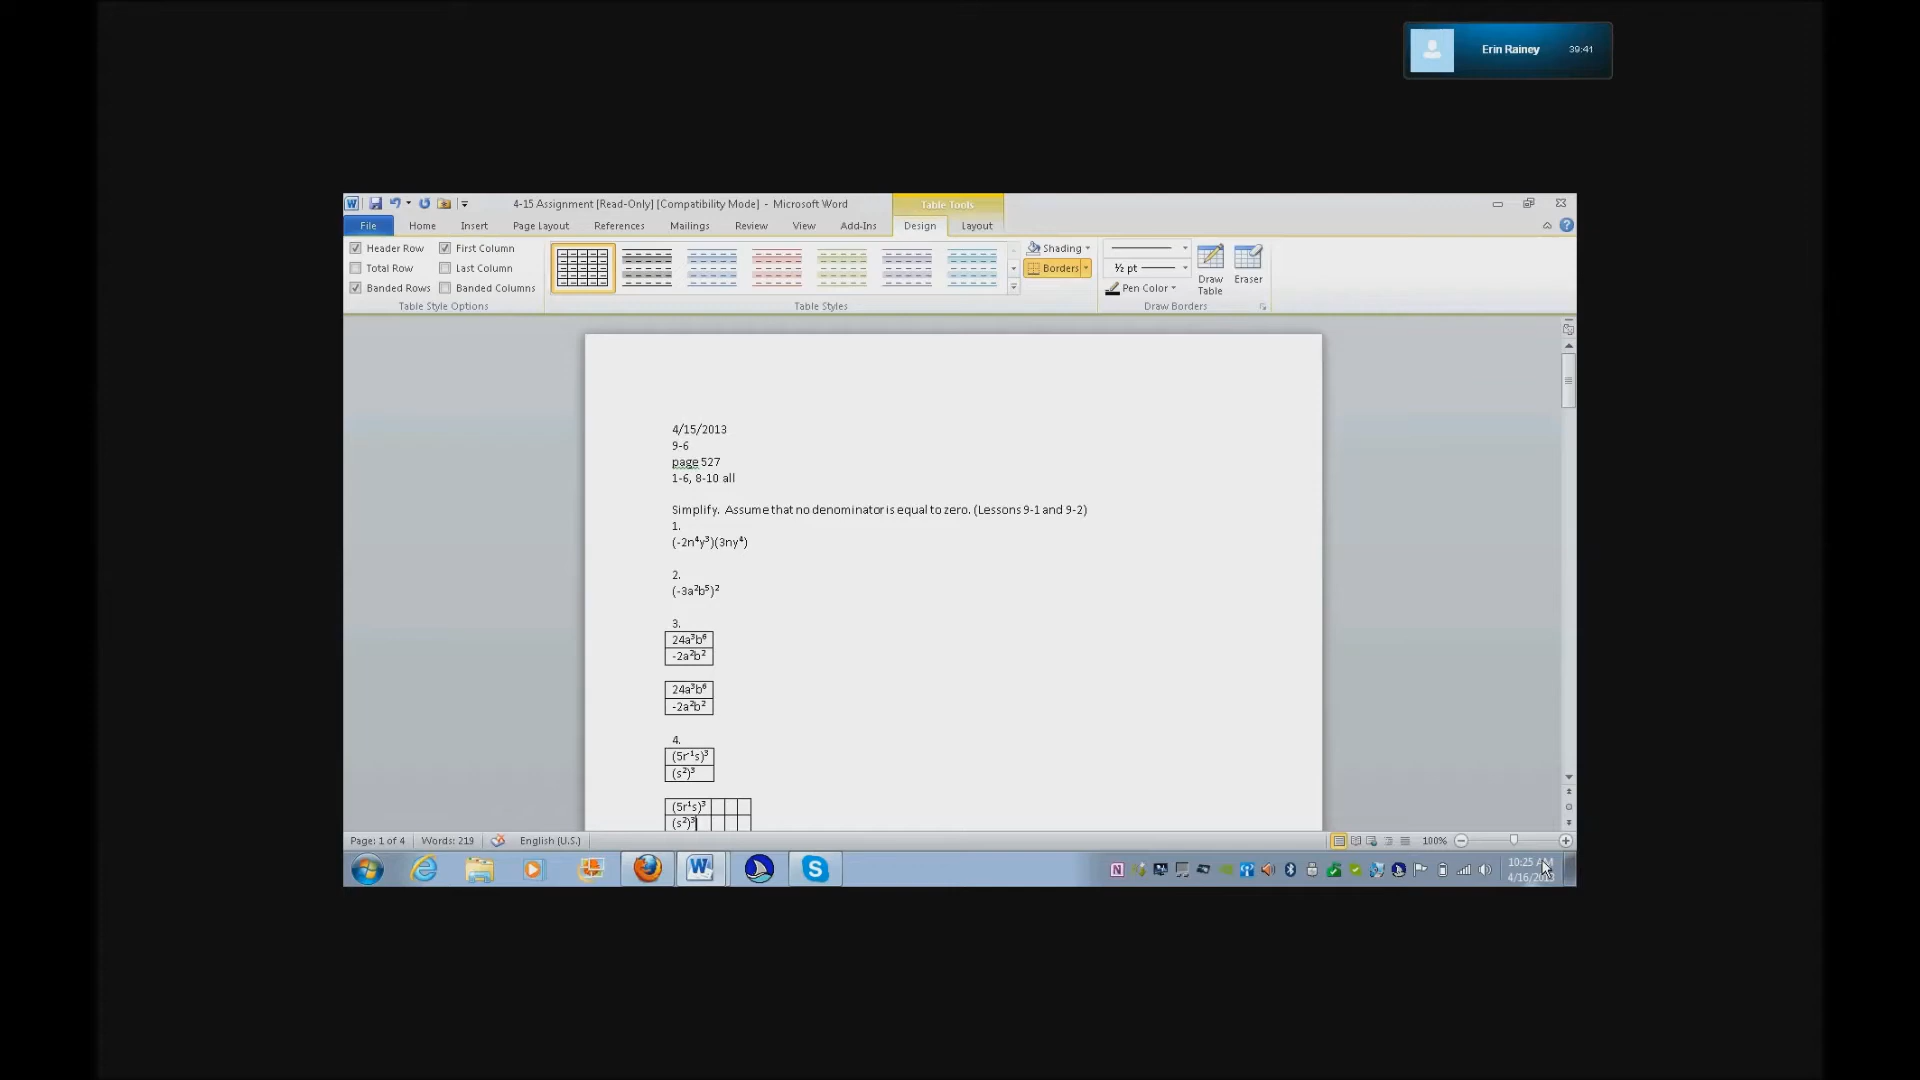 Erin Rainey 39:41
4-15 Assignment [Read-Only] [Compatibility Mode] - Microsoft Word
Table Tools
File Home Insert Page Layout References Mailings Review View Add-Ins Design Layout
Header Row First Column
Total Row Last Column
Banded Rows Banded Columns
Table Style Options
Table Styles
Shading
Borders
½ pt
Pen Color
Draw Table
Eraser
Draw Borders
4/15/2013
9-6
page 527
1-6, 8-10 all
Simplify. Assume that no denominator is equal to zero. (Lessons 9-1 and 9-2)
1.
(-2n⁴y³)(3ny⁴)
2.
(-3a²b⁵)²
3.
24a³b⁶
-2a²b²
24a³b⁶
-2a²b²
4.
(5r⁻¹s)³
(s²)³
(5r¹s)³
(s²)³
Page: 1 of 4 Words: 219 English (U.S.) 100%
10:25
4/16/